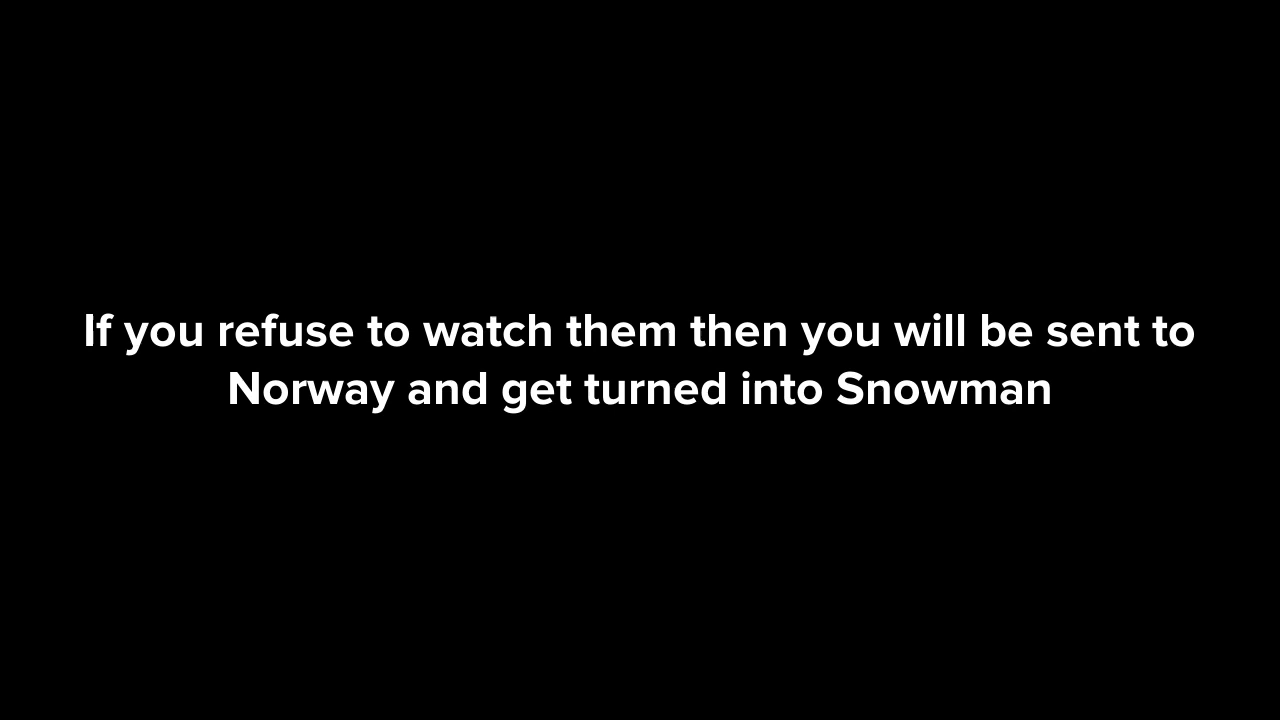 If you refuse to watch them then you will be sent to
Norway and get turned into Snowman